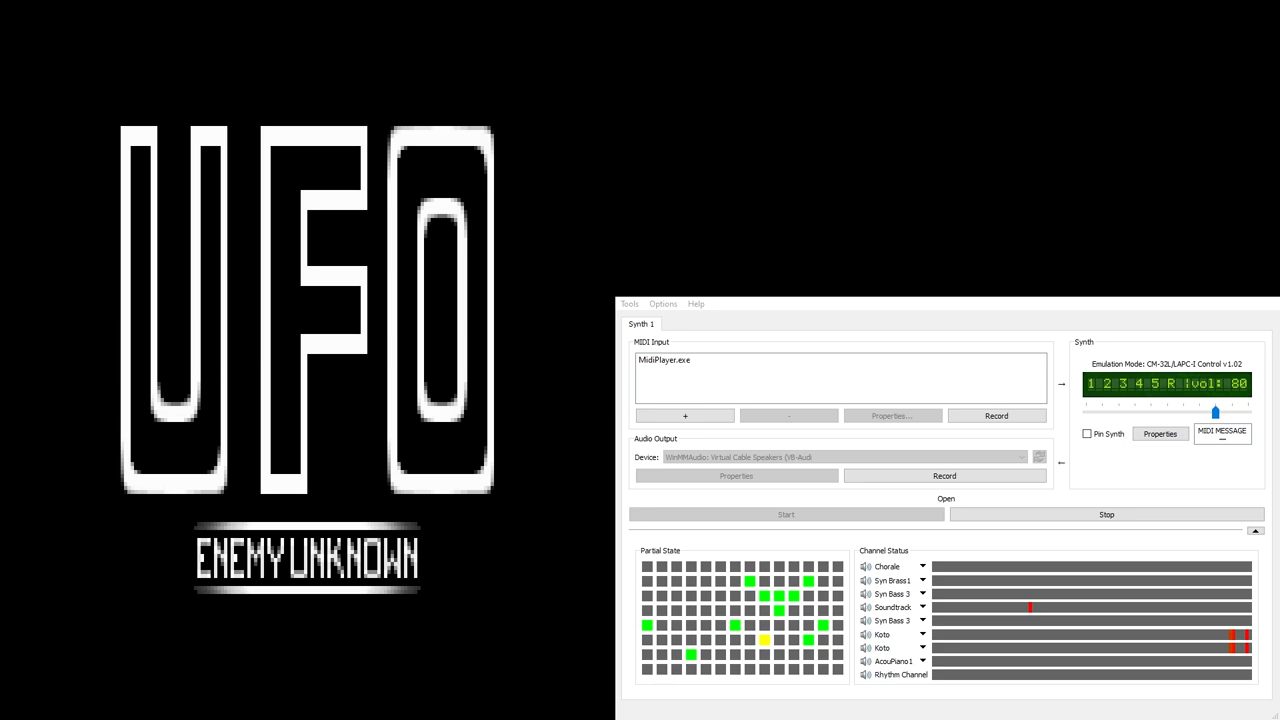 UFO
ENEMY UNKNOWN
Tools Options Help
Synth 1
MIDI Input
MidiPlayer.exe
+ - Properties... Record
Audio Output
Device: WinMMAudio: Virtual Cable Speakers (VB-Audi
Properties Record
→
←
Synth
Emulation Mode: CM-32L/LAPC-I Control v1.02
1 2 3 4 5 R |vol: 80
Pin Synth Properties MIDI MESSAGE
Open
Start Stop
Partial State
Channel Status
Chorale
Syn Brass1
Syn Bass 3
Soundtrack
Syn Bass 3
Koto
Koto
AcouPiano1
Rhythm Channel